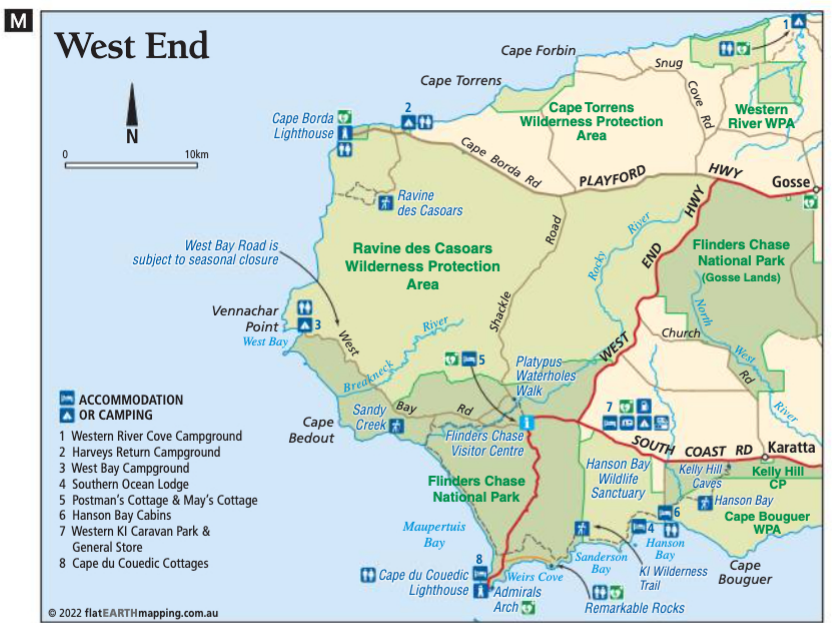 M
West End
N
0 10km
Cape Forbin
Cape Torrens
1
Snug
Cove Rd
Cape Torrens
Wilderness Protection
Area
Western
River WPA
Cape Borda
Lighthouse
2
Cape Borda Rd
PLAYFORD HWY
Gosse
Ravine
des Casoars
West Bay Road is
subject to seasonal closure
Ravine des Casoars
Wilderness Protection
Area
Shackle Road
Rocky River
WEST END HWY
Flinders Chase
National Park
(Gosse Lands)
North West River
Church Rd
Vennachar
Point
3
West Bay
West Bay Rd
Breakneck River
5
Platypus
Waterholes
Walk
Cape
Bedout
Sandy
Creek
i
Flinders Chase
Visitor Centre
7
SOUTH COAST RD
Karatta
Flinders Chase
National Park
Hanson Bay
Wildlife
Sanctuary
Kelly Hill
Caves
Kelly Hill
CP
Hanson Bay
6
4
Cape Bouguer
WPA
Maupertuis
Bay
Hanson
Bay
Sanderson
Bay
KI Wilderness
Trail
Cape
Bouguer
8
Cape du Couedic
Lighthouse
Weirs Cove
Admirals
Arch
Remarkable Rocks
ACCOMMODATION
OR CAMPING
1 Western River Cove Campground
2 Harveys Return Campground
3 West Bay Campground
4 Southern Ocean Lodge
5 Postman's Cottage & May's Cottage
6 Hanson Bay Cabins
7 Western KI Caravan Park &
General Store
8 Cape du Couedic Cottages
© 2022 flatEARTHmapping.com.au